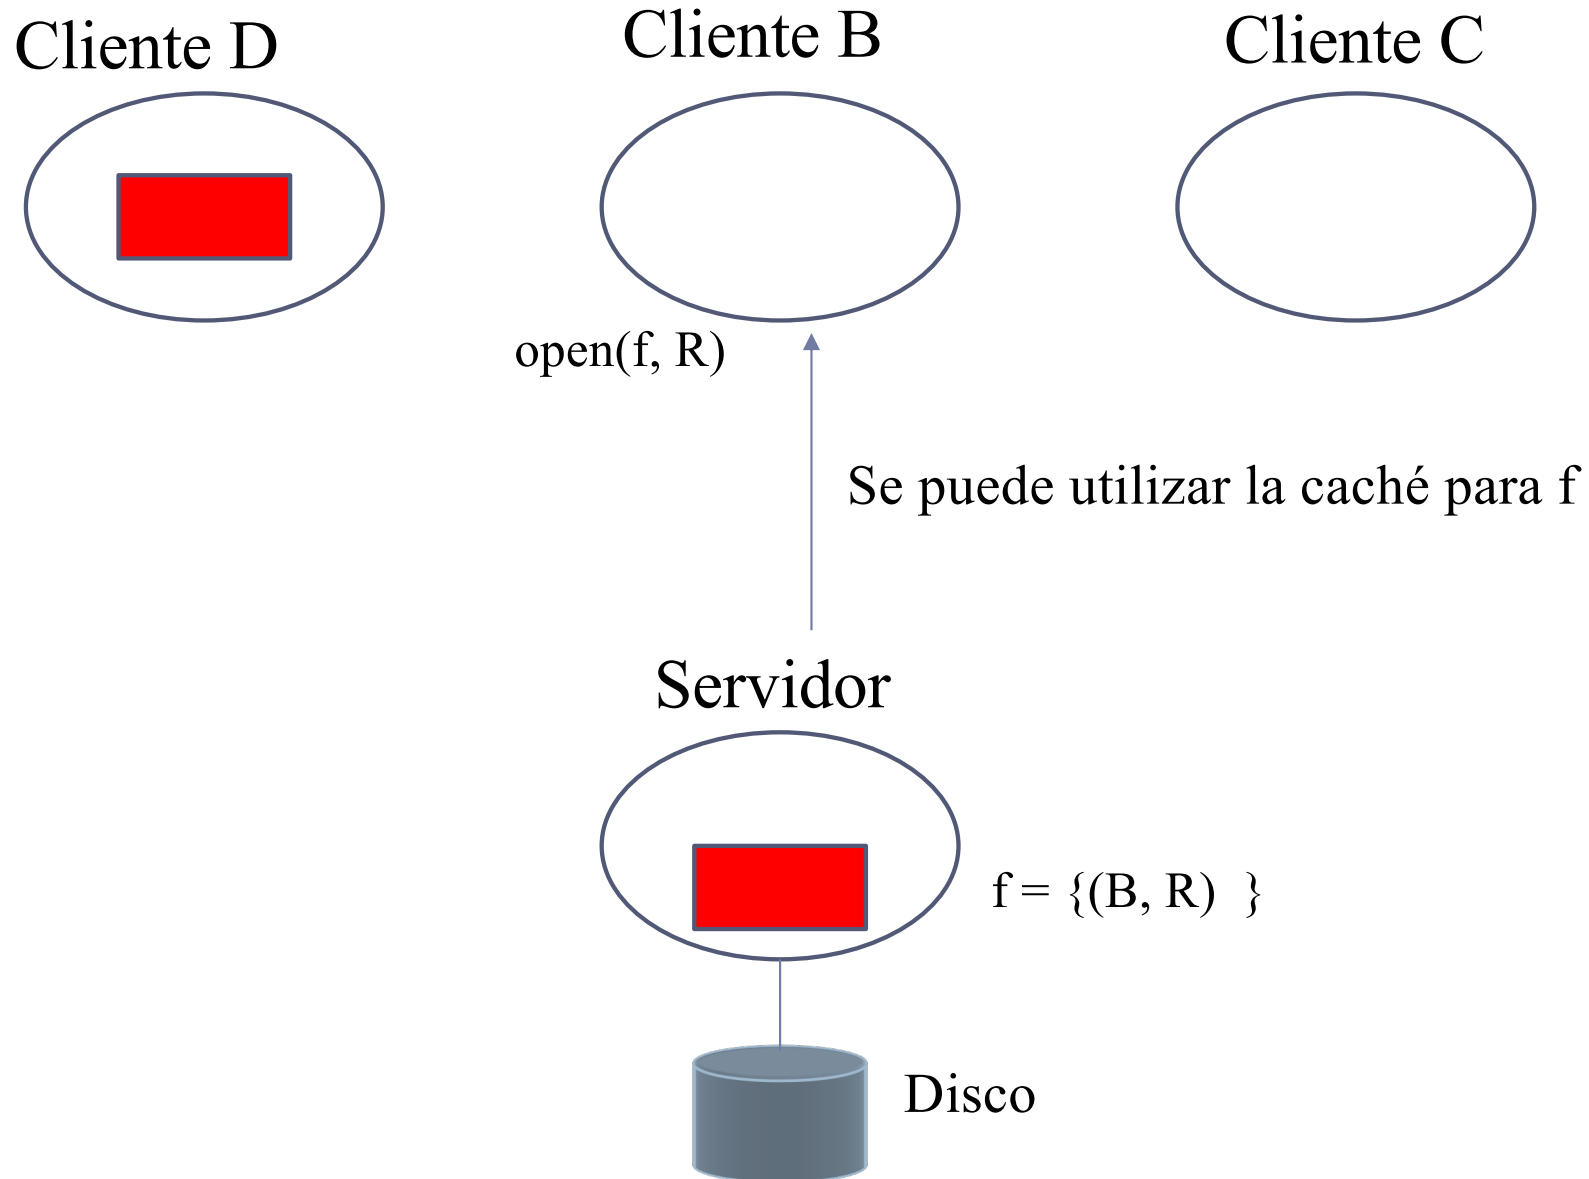 Cliente D
Cliente B
Cliente C
open(f, R)
Se puede utilizar la caché para f
Servidor
f = {(B, R)  }
Disco